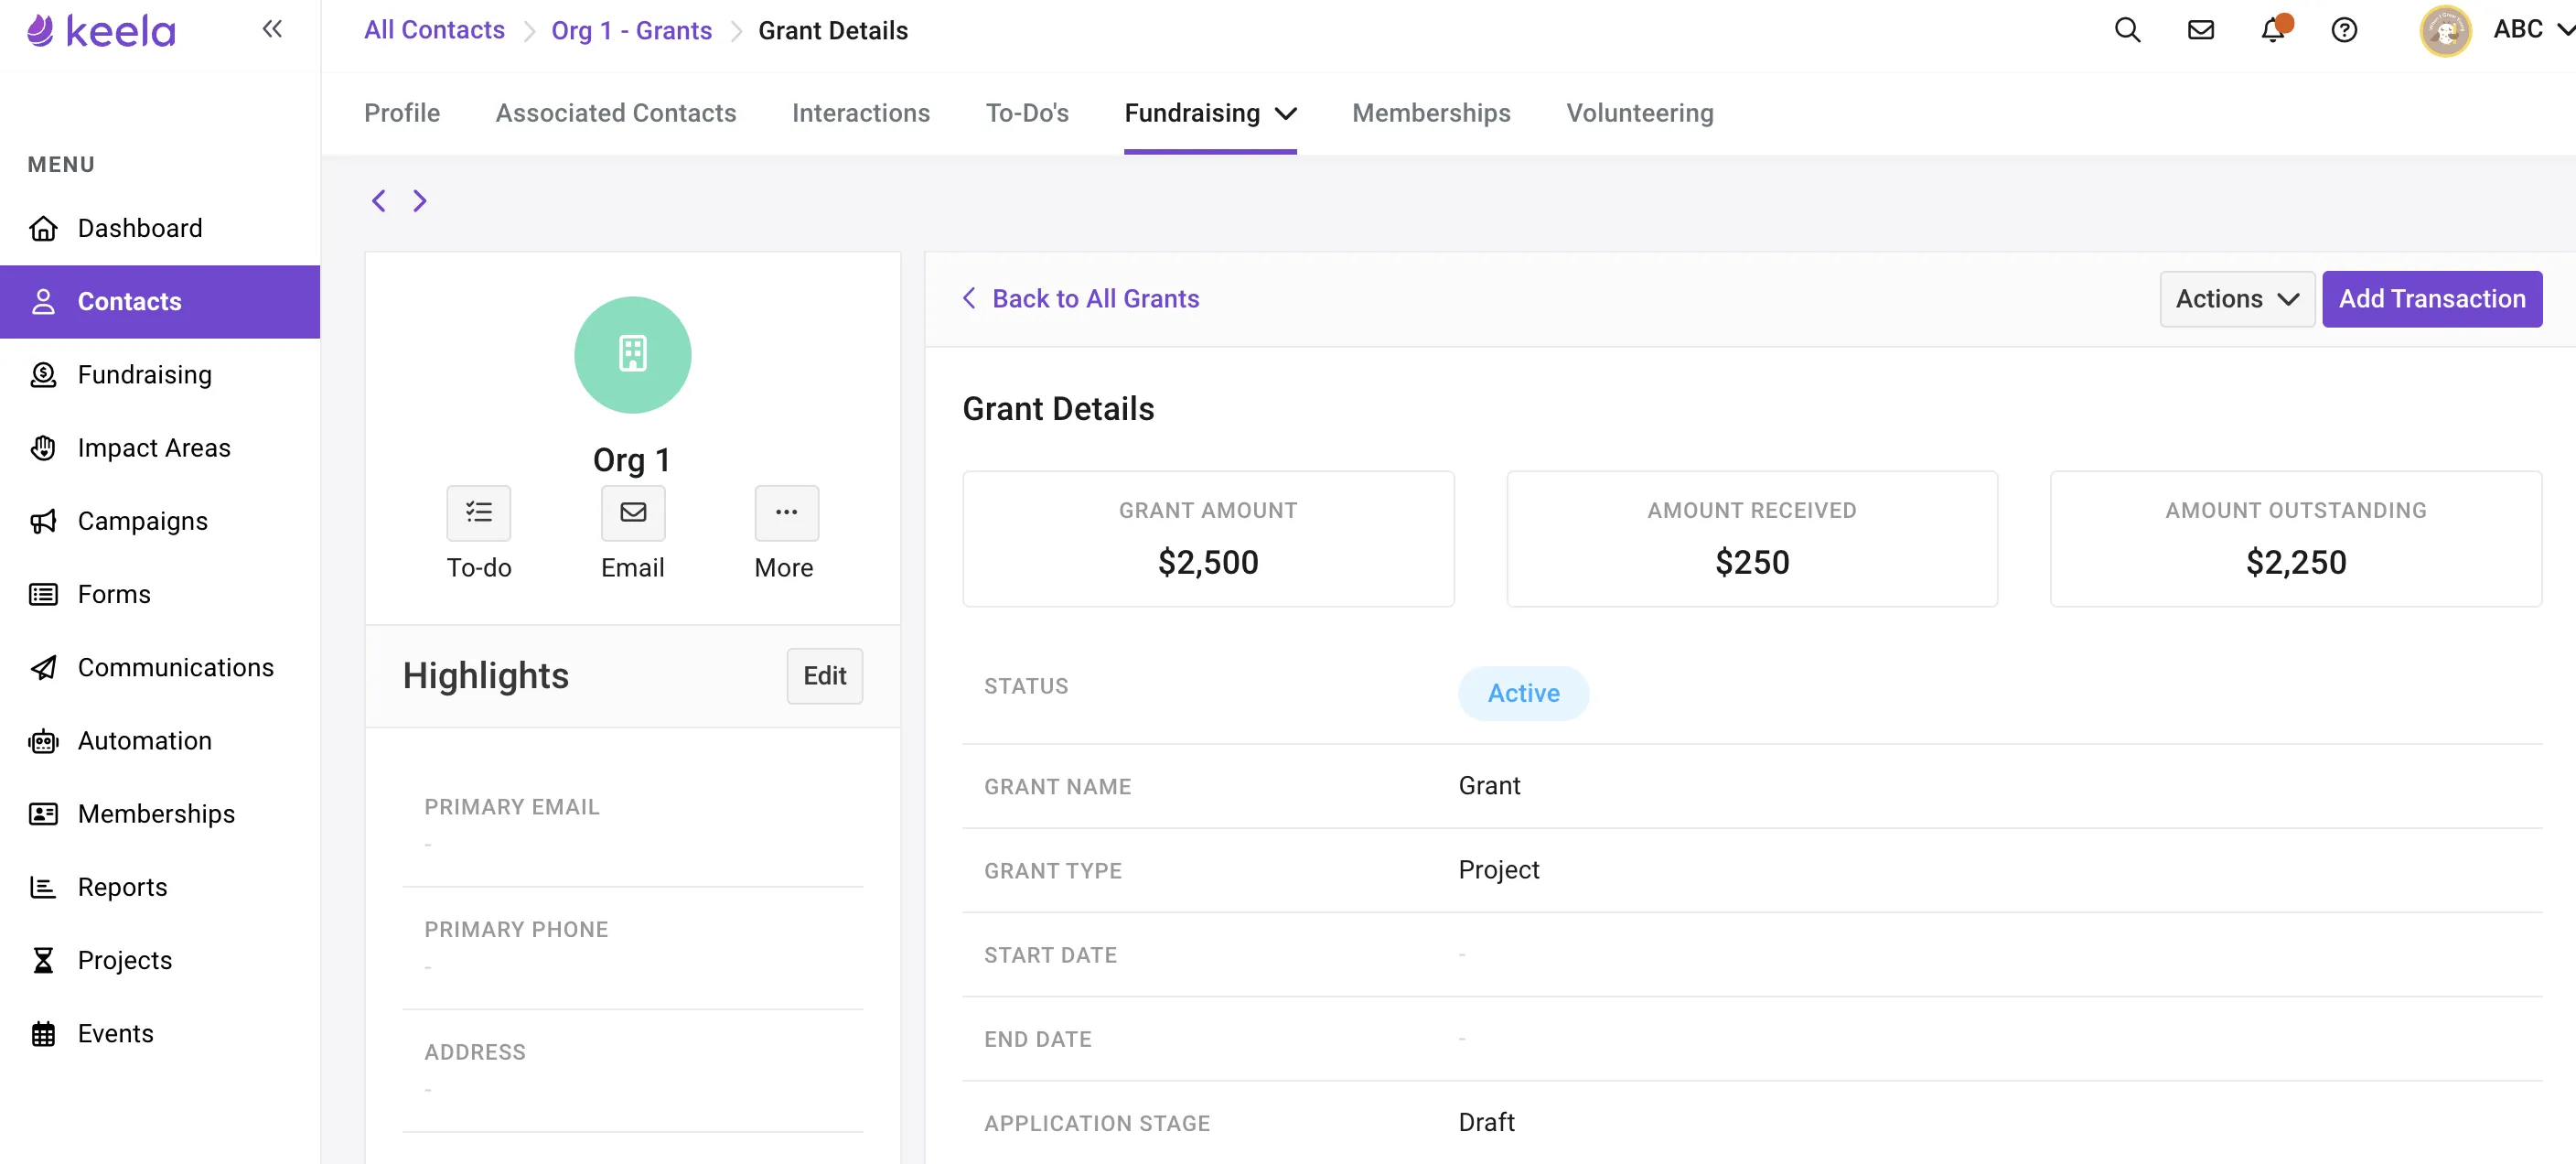 keela
All Contacts
Org 1 - Grants
Grant Details
ABC
Profile
Associated Contacts
Interactions
To-Do's
Fundraising
Memberships
Volunteering
MENU
Dashboard
Contacts
Fundraising
Impact Areas
Campaigns
Forms
Communications
Automation
Memberships
Reports
Projects
Events
Org 1
To-do
Email
More
Highlights
Edit
PRIMARY EMAIL
-
PRIMARY PHONE
-
ADDRESS
-
Back to All Grants
Actions
Add Transaction
Grant Details
GRANT AMOUNT
$2,500
AMOUNT RECEIVED
$250
AMOUNT OUTSTANDING
$2,250
STATUS
Active
GRANT NAME
Grant
GRANT TYPE
Project
START DATE
-
END DATE
-
APPLICATION STAGE
Draft